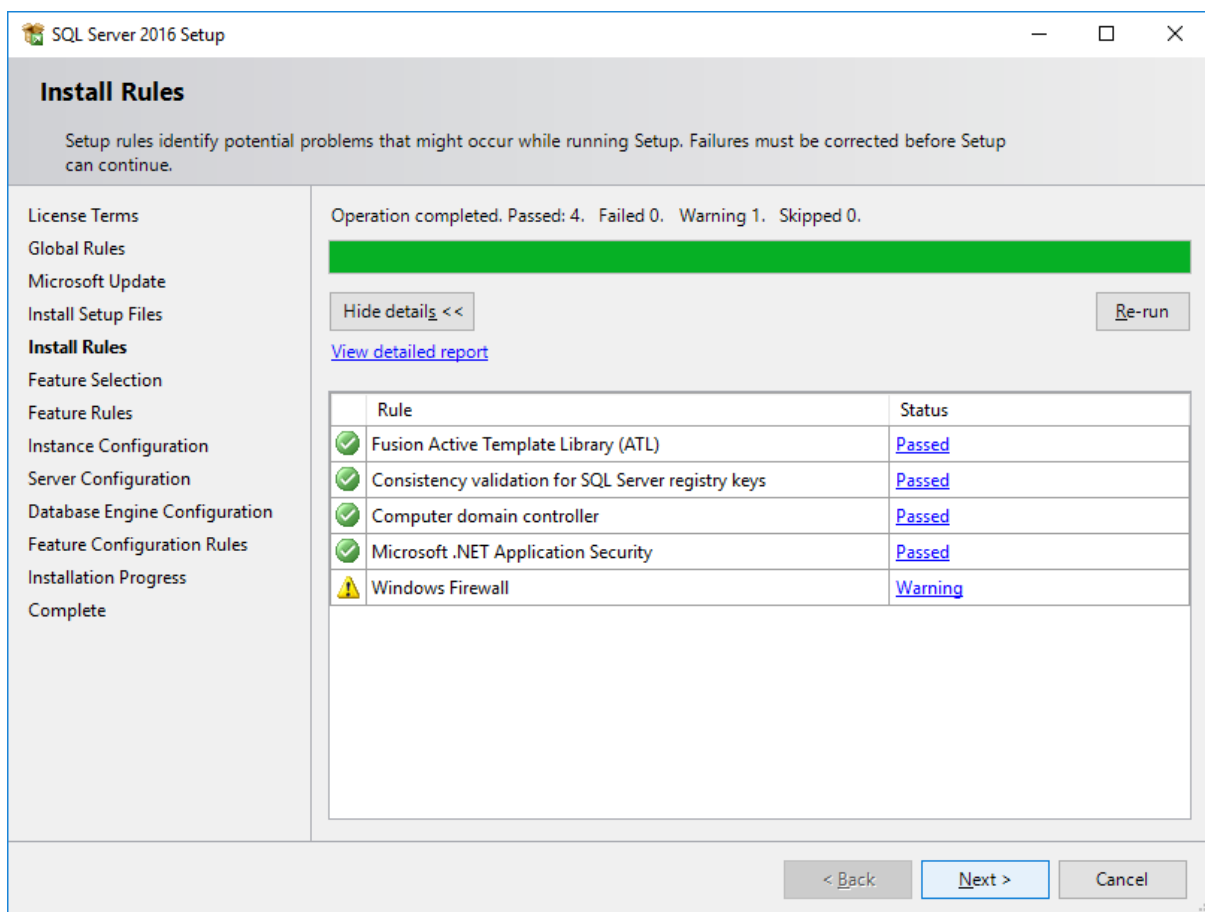 SQL Server 2016 Setup
Install Rules
Setup rules identify potential problems that might occur while running Setup. Failures must be corrected before Setup
can continue.
License Terms
Global Rules
Microsoft Update
Install Setup Files
Install Rules
Feature Selection
Feature Rules
Instance Configuration
Server Configuration
Database Engine Configuration
Feature Configuration Rules
Installation Progress
Complete
Operation completed. Passed: 4. Failed 0. Warning 1. Skipped 0.
Hide details <<
Re-run
View detailed report
Rule Status
Fusion Active Template Library (ATL) Passed
Consistency validation for SQL Server registry keys Passed
Computer domain controller Passed
Microsoft .NET Application Security Passed
Windows Firewall Warning
< Back Next > Cancel